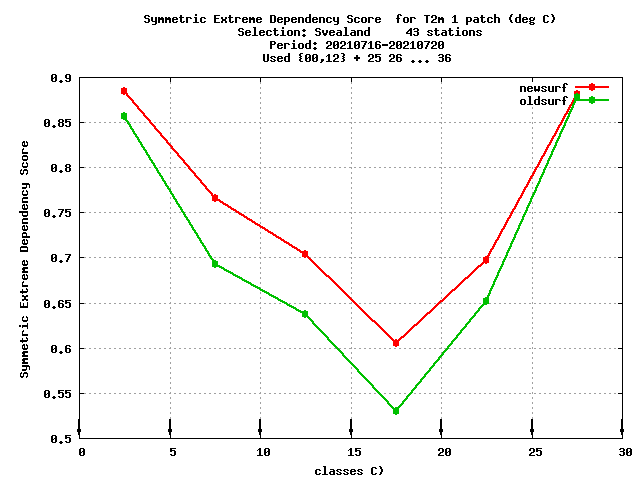 Symmetric Extreme Dependency Score  for T2m 1 patch (deg C)
Selection: Svealand     43 stations
Period: 20210716-20210720
Used {00,12} + 25 26 ... 36
newsurf
oldsurf
Symmetric Extreme Dependency Score
0.9
0.85
0.8
0.75
0.7
0.65
0.6
0.55
0.5
0 5 10 15 20 25 30
classes C)